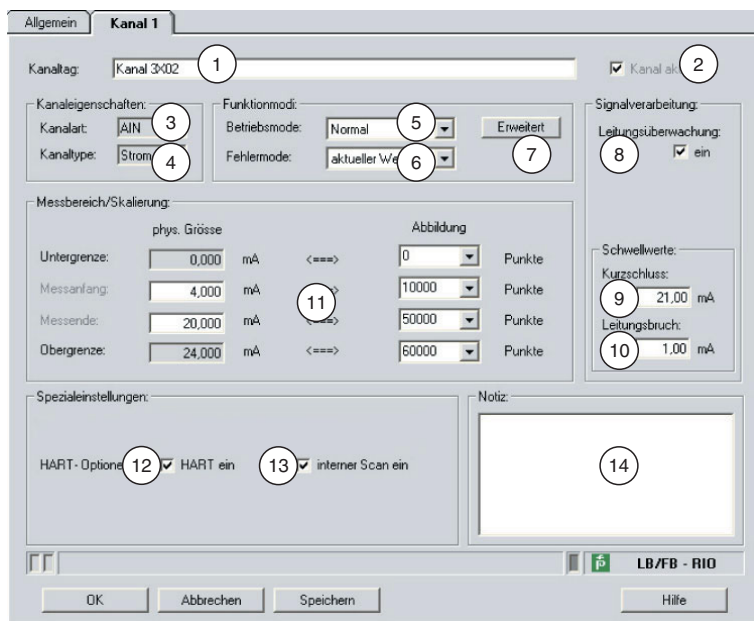 Allgemein Kanal 1
Kanaltag: Kanal 3X02 1 2
Kanaleigenschaften:
Kanalart: AIN 3
Kanaltype: Strom 4
Funktionmodi:
Betriebsmode: Normal 5 Erweitert
Fehlermode: aktueller 6 7
Signalverarbeitung:
Leitungsüberwachung:
8 ein
Messbereich/Skalierung:
phys. Grösse Abbildung
Untergrenze: 0,000 mA <===> 0 Punkte
Messanfang: 4,000 mA 10000 Punkte
11
Messende: 20,000 mA 50000 Punkte
Obergrenze: 24,000 mA <===> 60000 Punkte
Schwellwerte:
Kurzschluss:
9 21,00 mA
Leitungsbruch:
10 1,00 mA
Spezialeinstellungen:
HART- 12 HART ein 13 interner Scan ein
Notiz:
14
LB/FB - RIO
OK Abbrechen Speichern Hilfe